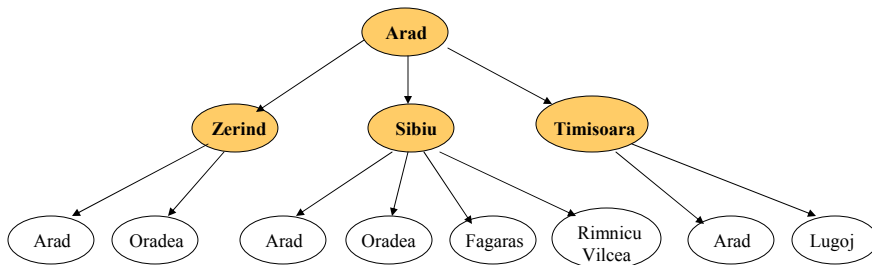 Arad
Zerind
Sibiu
Timisoara
Arad
Oradea
Arad
Oradea
Fagaras
Rimnicu
Vilcea
Arad
Lugoj